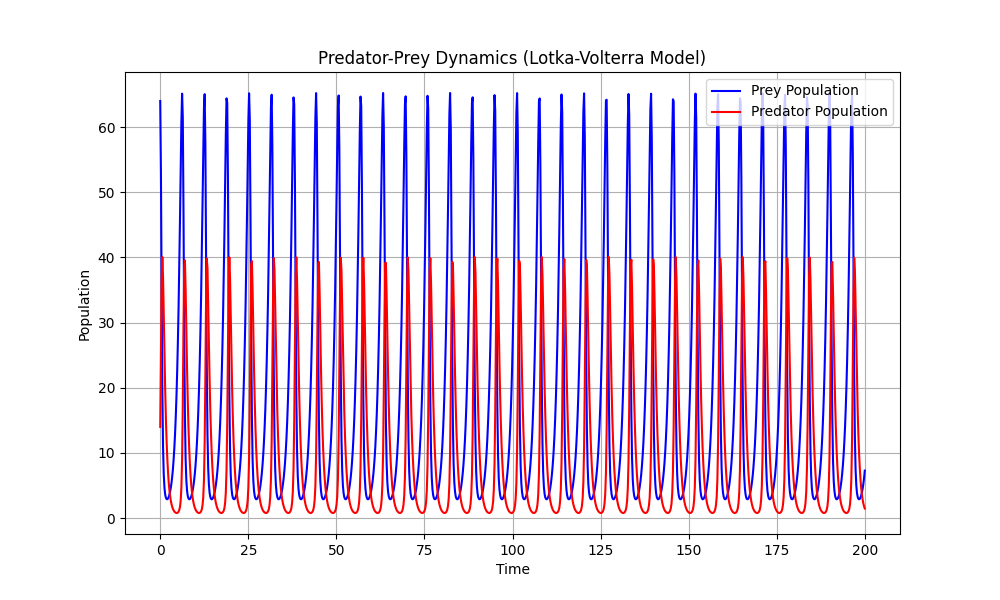 Predator-Prey Dynamics (Lotka-Volterra Model)
Prey Population
Predator Population
Population
60
50
40
30
20
10
0
0 25 50 75 100 125 150 175 200
Time